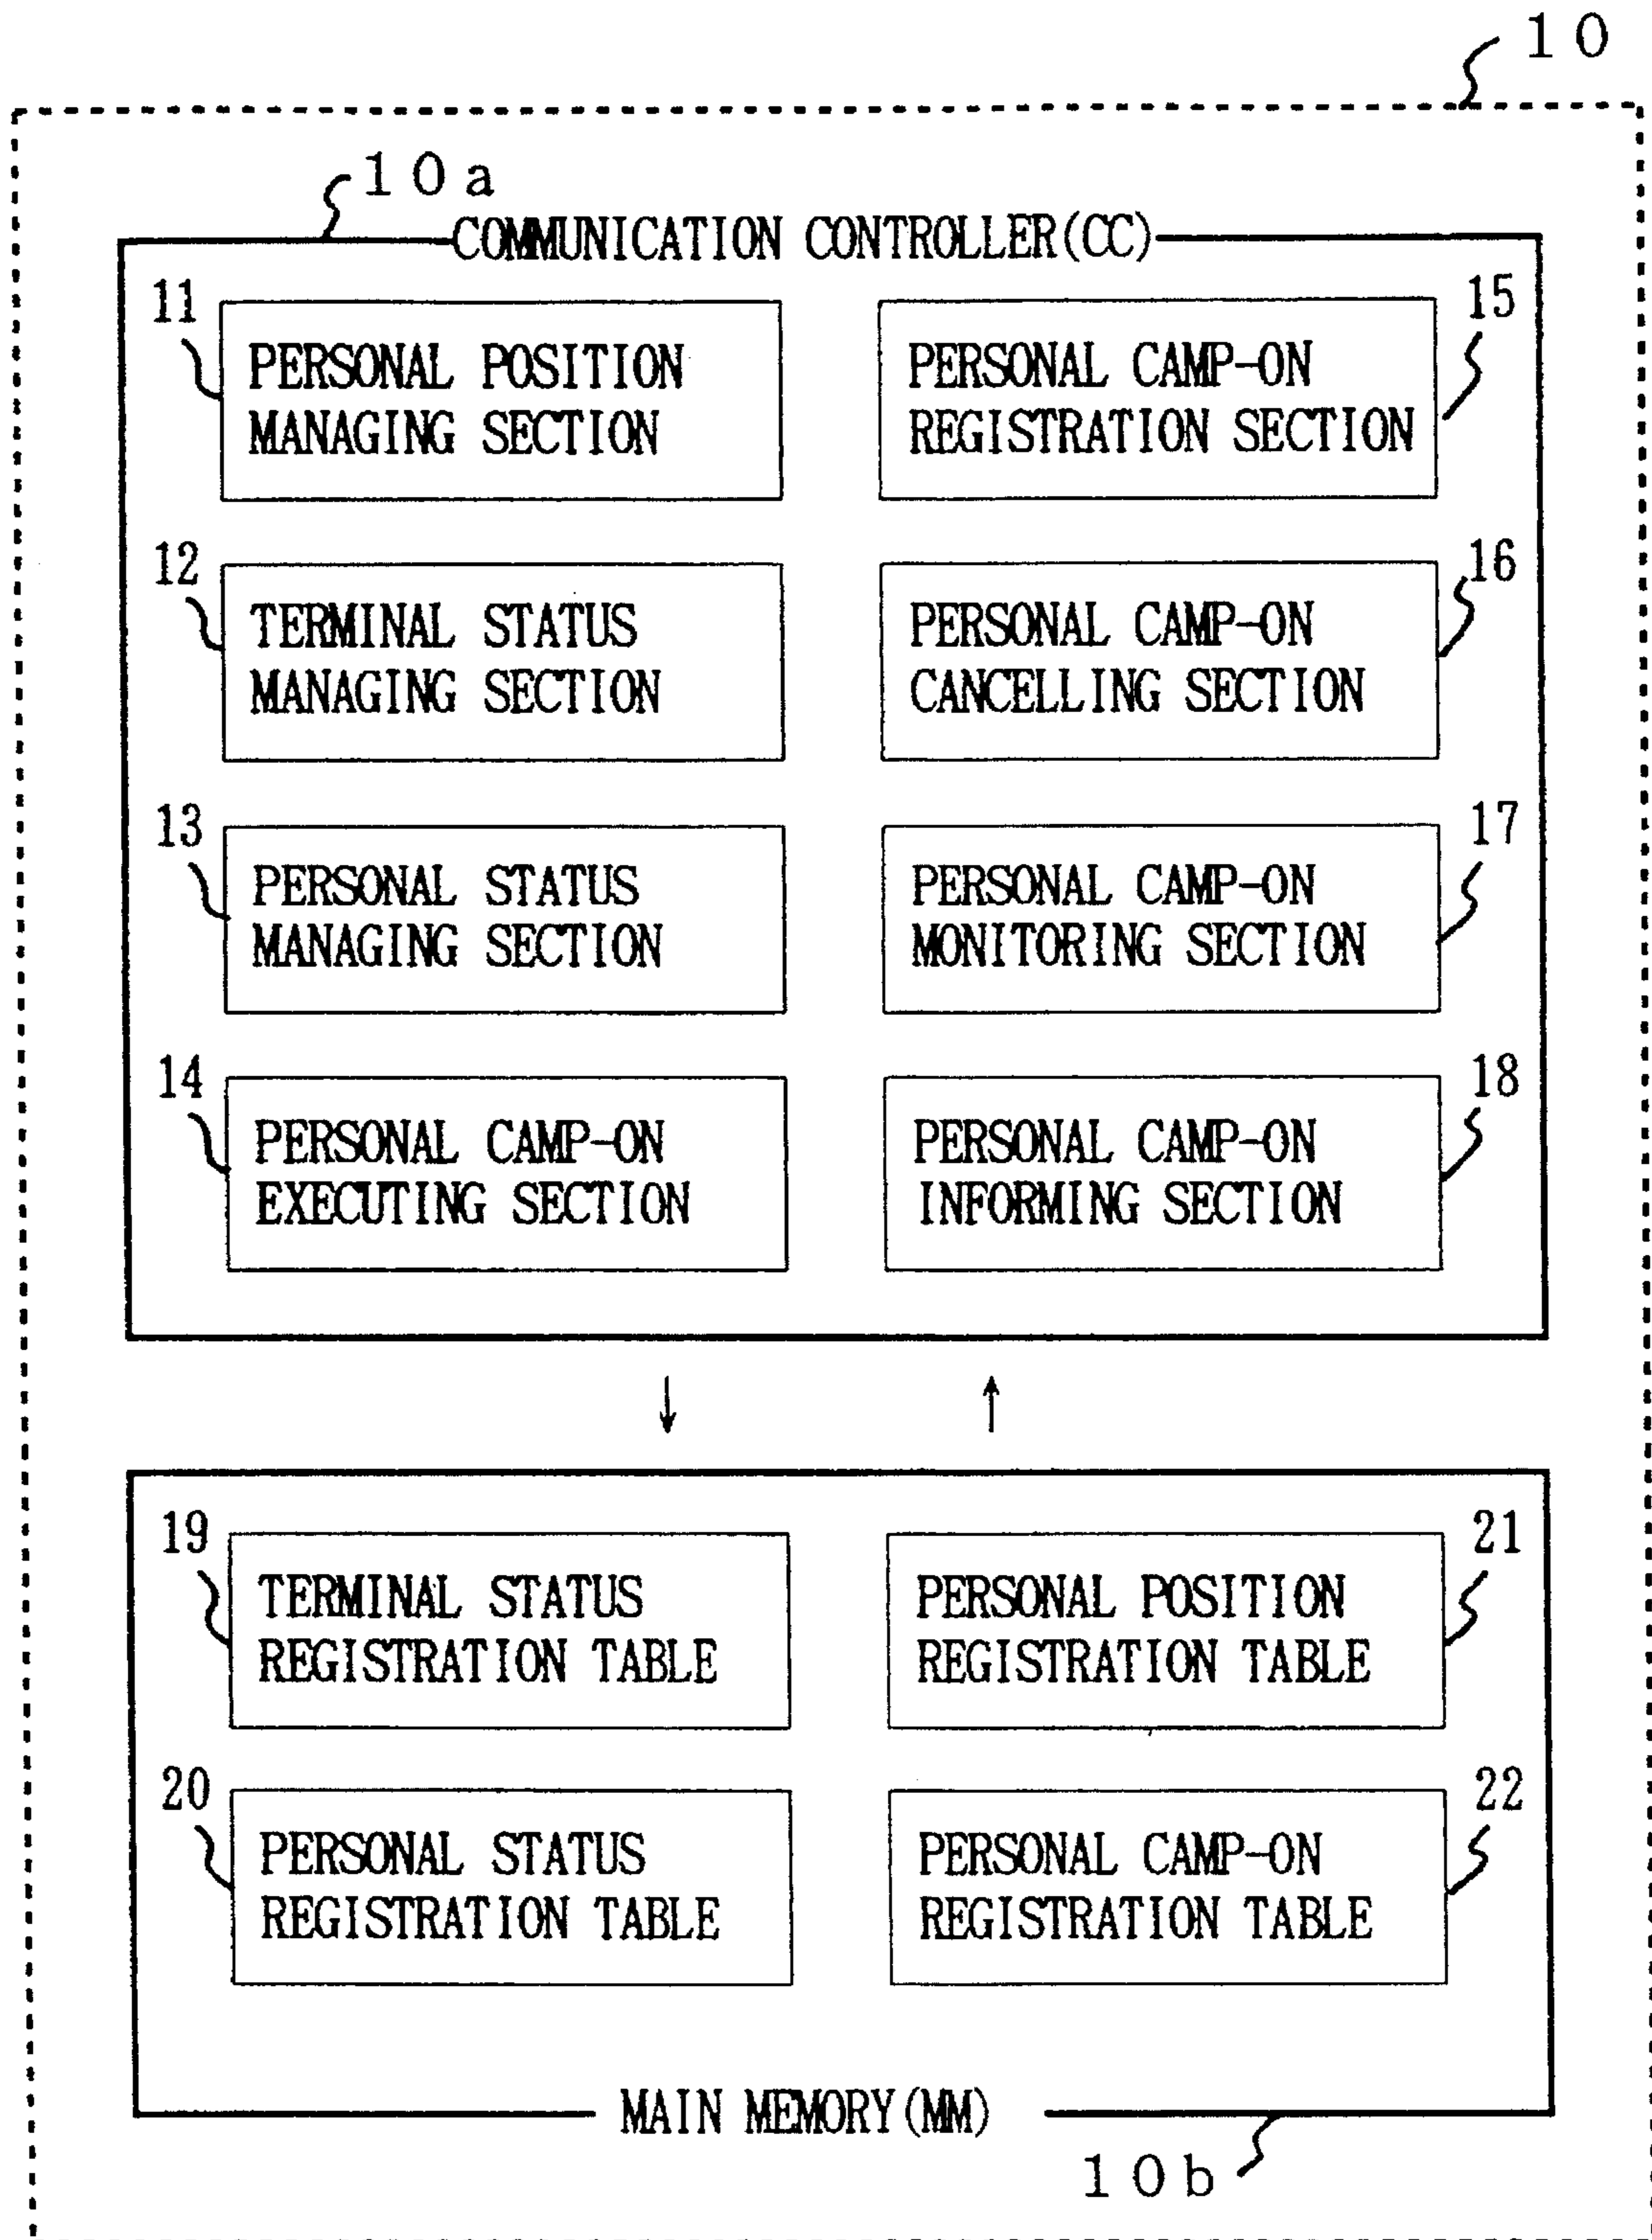 10
10a
COMMUNICATION CONTROLLER(CC)
11
PERSONAL POSITION
MANAGING SECTION
15
PERSONAL CAMP-ON
REGISTRATION SECTION
12
TERMINAL STATUS
MANAGING SECTION
16
PERSONAL CAMP-ON
CANCELLING SECTION
13
PERSONAL STATUS
MANAGING SECTION
17
PERSONAL CAMP-ON
MONITORING SECTION
14
PERSONAL CAMP-ON
EXECUTING SECTION
18
PERSONAL CAMP-ON
INFORMING SECTION
19
TERMINAL STATUS
REGISTRATION TABLE
21
PERSONAL POSITION
REGISTRATION TABLE
20
PERSONAL STATUS
REGISTRATION TABLE
22
PERSONAL CAMP-ON
REGISTRATION TABLE
MAIN MEMORY(MM)
10b